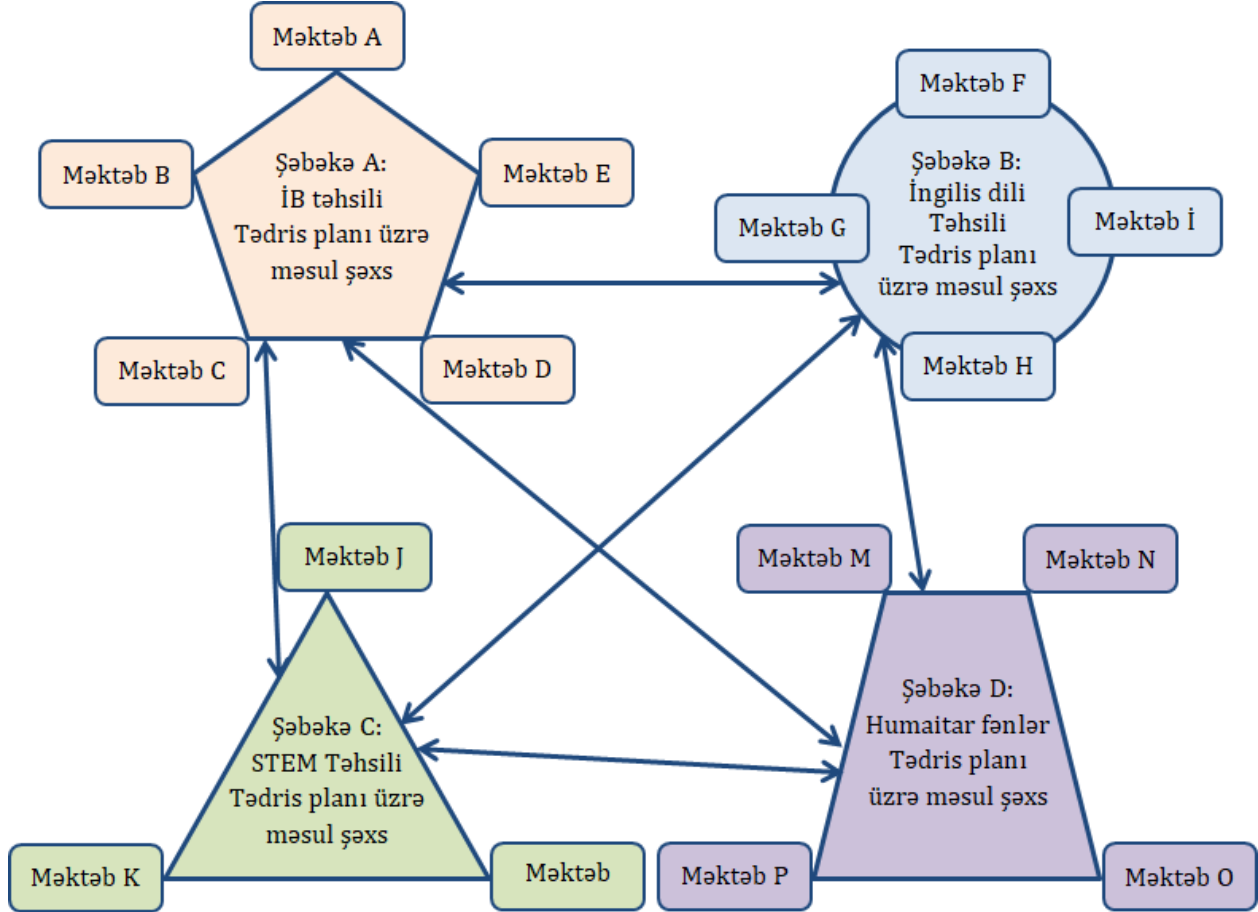 Məktəb A
Məktəb B
Şəbəkə A:
İB təhsili
Tədris planı üzrə
məsul şəxs
Məktəb E
Məktəb C
Məktəb D
Məktəb F
Məktəb G
Şəbəkə B:
İngilis dili
Təhsili
Tədris planı
üzrə məsul şəxs
Məktəb İ
Məktəb H
Məktəb J
Şəbəkə C:
STEM Təhsili
Tədris planı üzrə
məsul şəxs
Məktəb K
Məktəb
Məktəb M
Məktəb N
Şəbəkə D:
Humaitar fənlər
Tədris planı
üzrə məsul şəxs
Məktəb P
Məktəb O